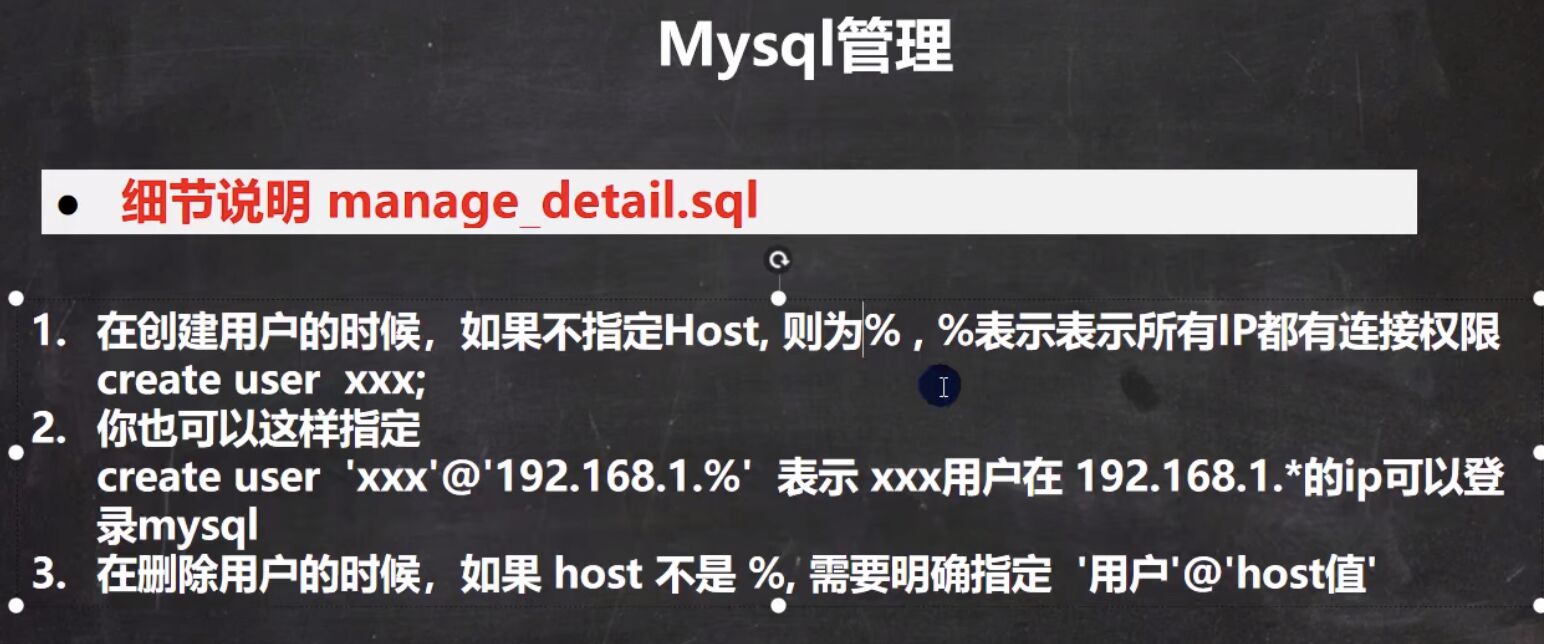 Mysql管理
● 细节说明 manage_detail.sql
1. 在创建用户的时候，如果不指定Host, 则为% , %表示表示所有IP都有连接权限
create user  xxx;
2. 你也可以这样指定
create user  'xxx'@'192.168.1.%'  表示 xxx用户在 192.168.1.*的ip可以登
录mysql
3. 在删除用户的时候，如果 host 不是 %, 需要明确指定  '用户'@'host值'